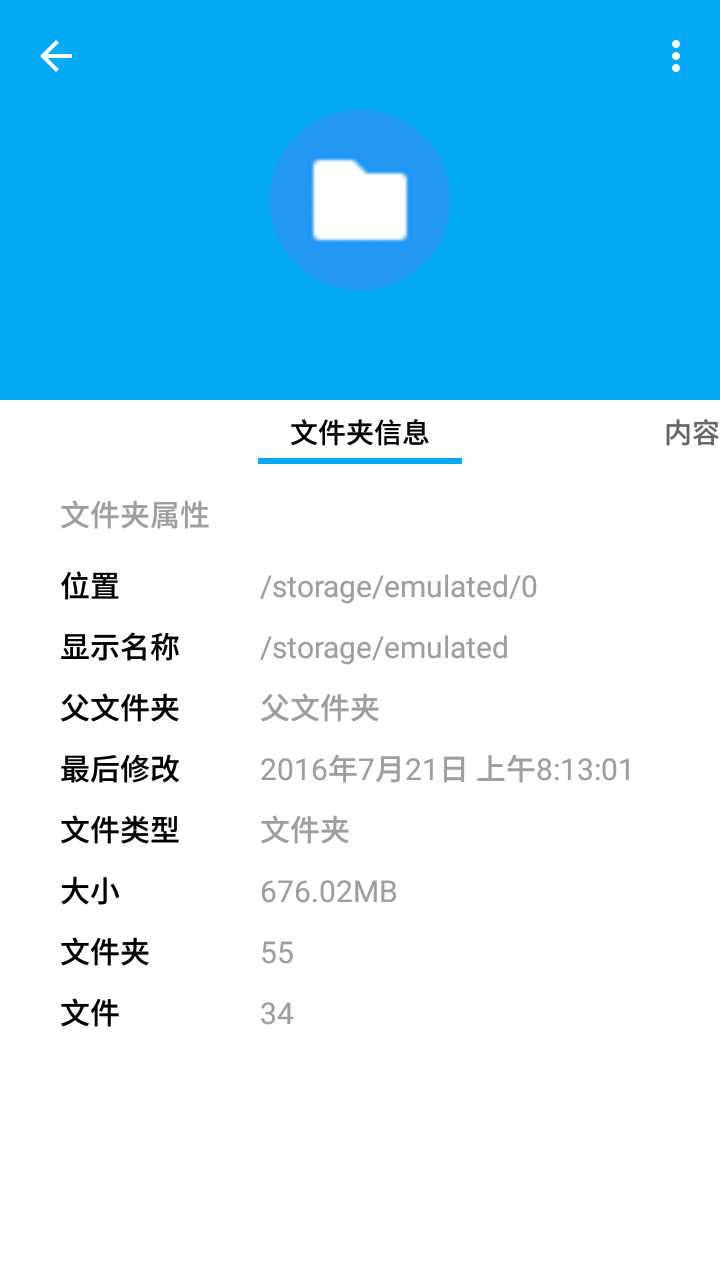 文件夹信息 内容
文件夹属性
位置 /storage/emulated/0
显示名称 /storage/emulated
父文件夹 父文件夹
最后修改 2016年7月21日 上午8:13:01
文件类型 文件夹
大小 676.02MB
文件夹 55
文件 34